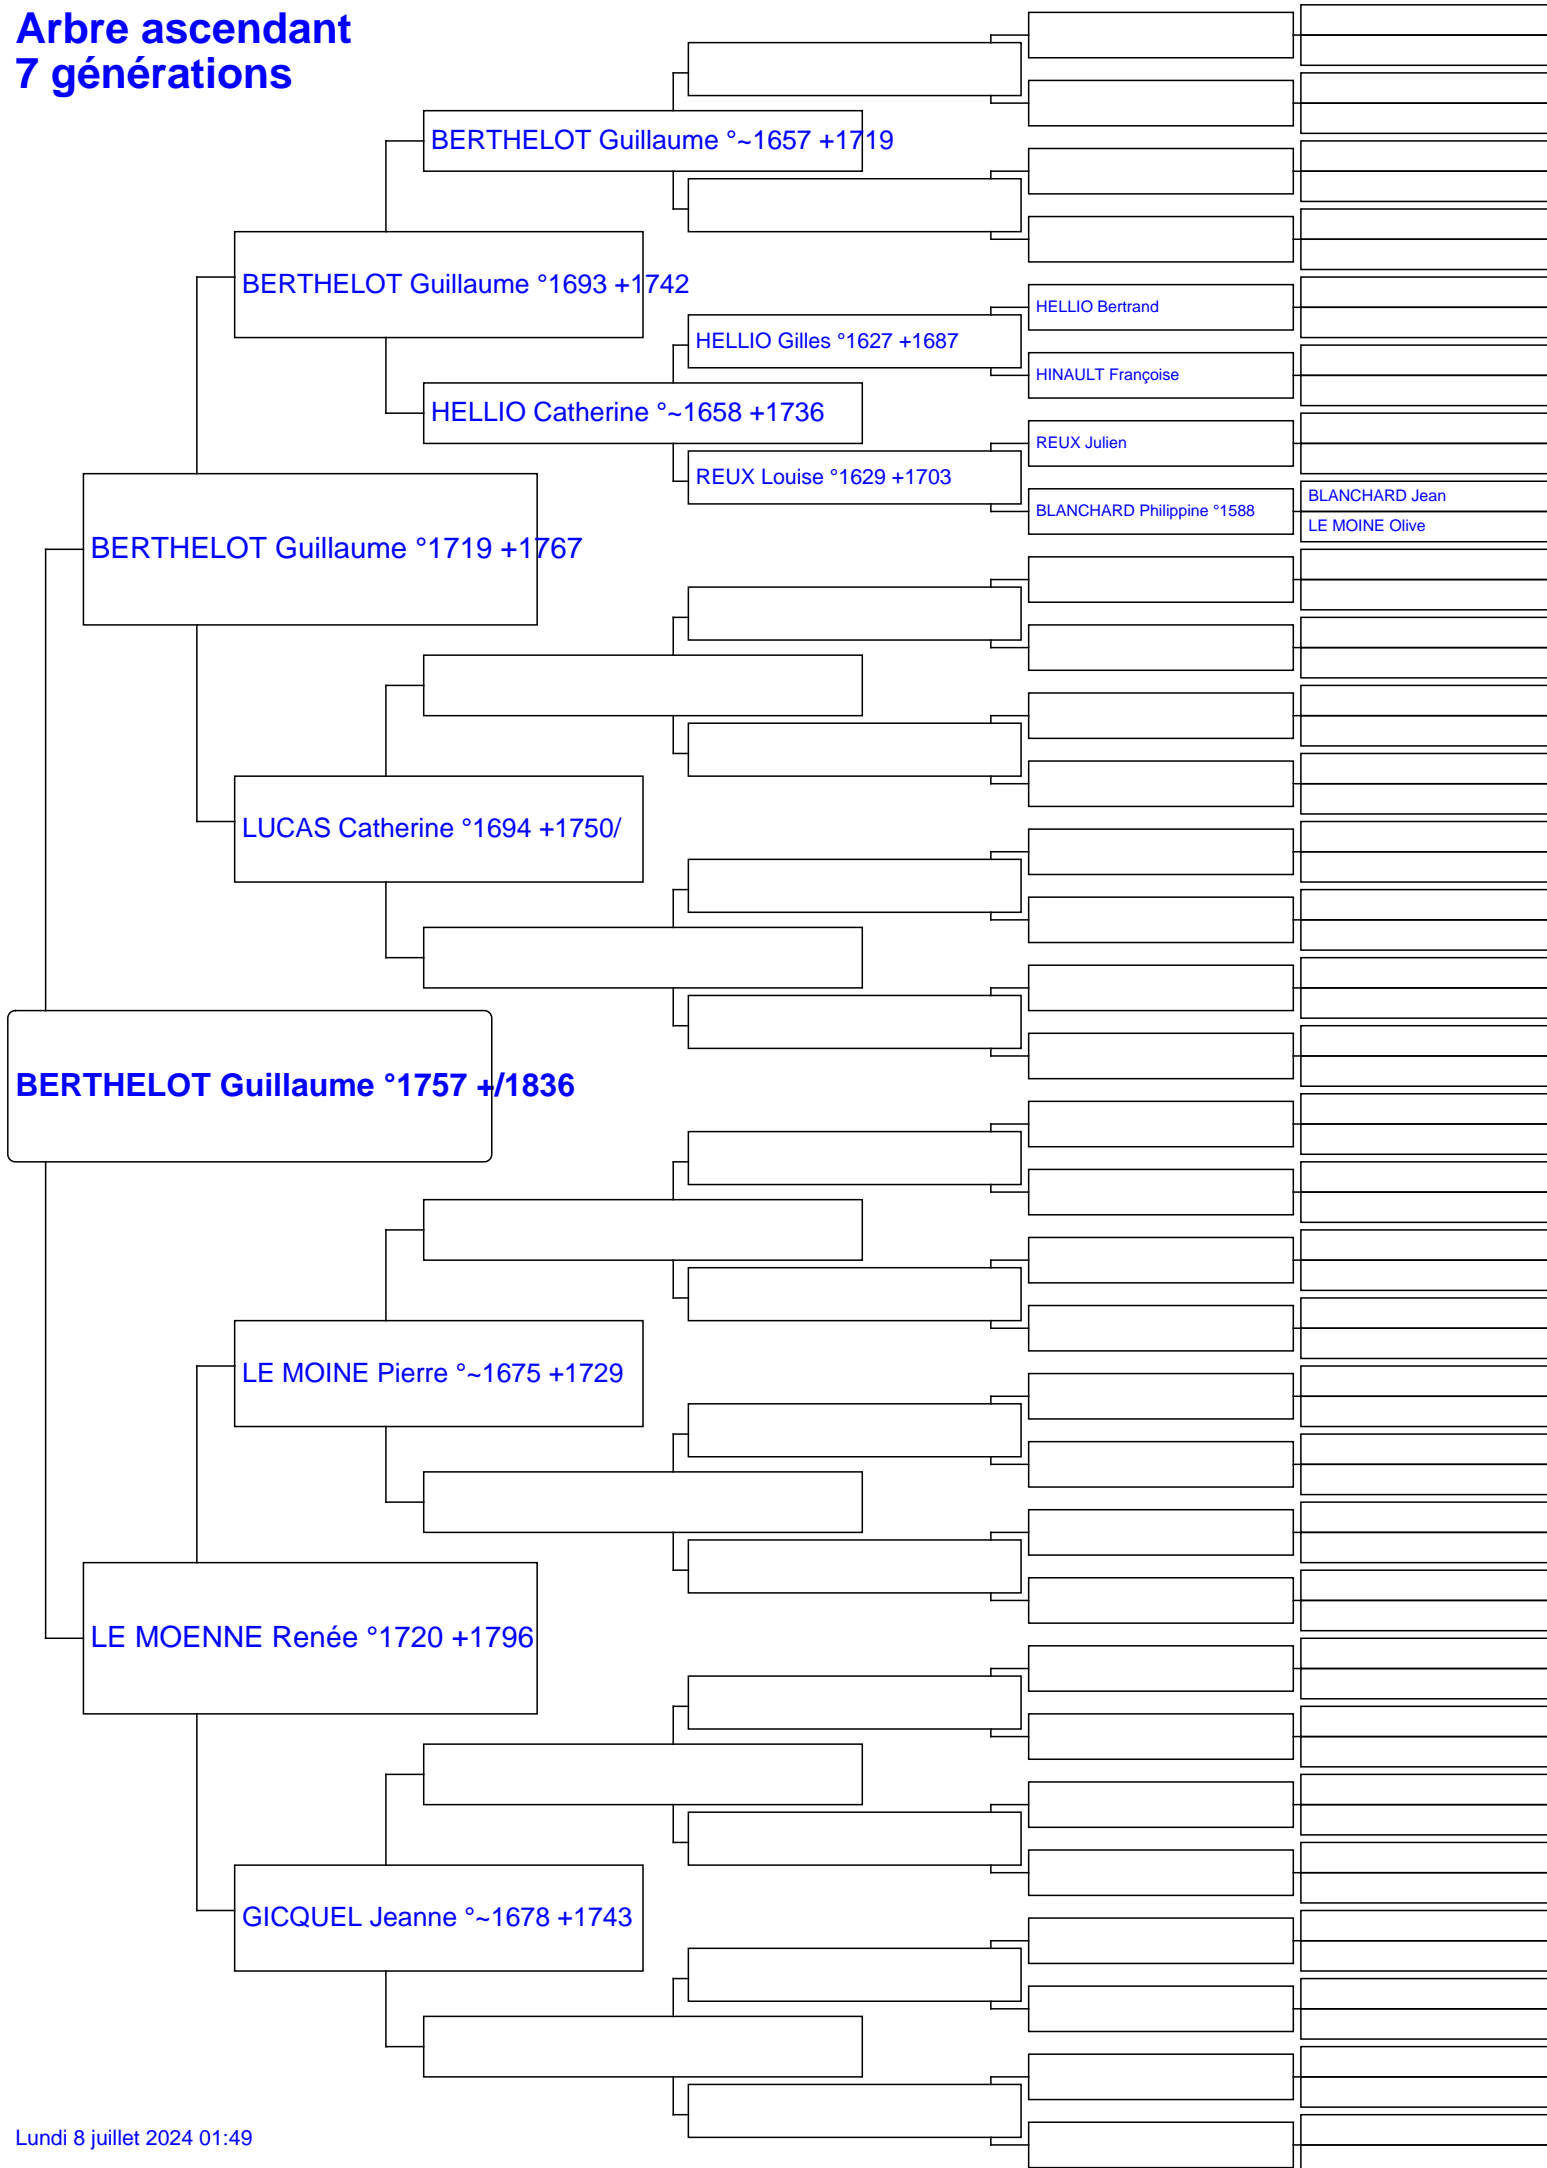 Arbre ascendant
7 générations
BERTHELOT Guillaume °~1657 +1719
BERTHELOT Guillaume °1693 +1742
HELLIO Bertrand
HELLIO Gilles °1627 +1687
HINAULT Françoise
HELLIO Catherine °~1658 +1736
REUX Julien
REUX Louise °1629 +1703
BLANCHARD Jean
BLANCHARD Philippine °1588
LE MOINE Olive
BERTHELOT Guillaume °1719 +1767
LUCAS Catherine °1694 +1750/
BERTHELOT Guillaume °1757 +/1836
LE MOINE Pierre °~1675 +1729
LE MOENNE Renée °1720 +1796
GICQUEL Jeanne °~1678 +1743
Lundi 8 juillet 2024 01:49